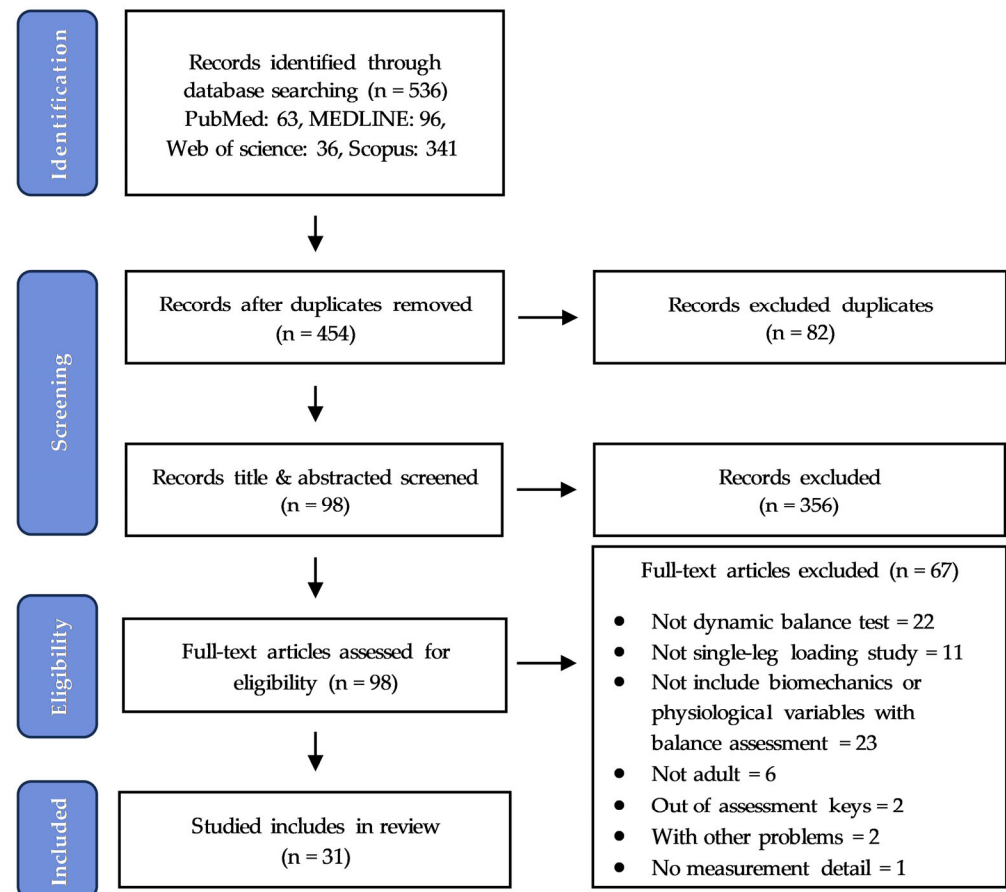 Identification
Records identified through
database searching (n = 536)
PubMed: 63, MEDLINE: 96,
Web of science: 36, Scopus: 341
Screening
Records after duplicates removed
(n = 454)
Records excluded duplicates
(n = 82)
Records title & abstracted screened
(n = 98)
Records excluded
(n = 356)
Eligibility
Full-text articles assessed for
eligibility (n = 98)
Full-text articles excluded (n = 67)
● Not dynamic balance test = 22
● Not single-leg loading study = 11
● Not include biomechanics or
physiological variables with
balance assessment = 23
● Not adult = 6
● Out of assessment keys = 2
● With other problems = 2
● No measurement detail = 1
Included
Studied includes in review
(n = 31)